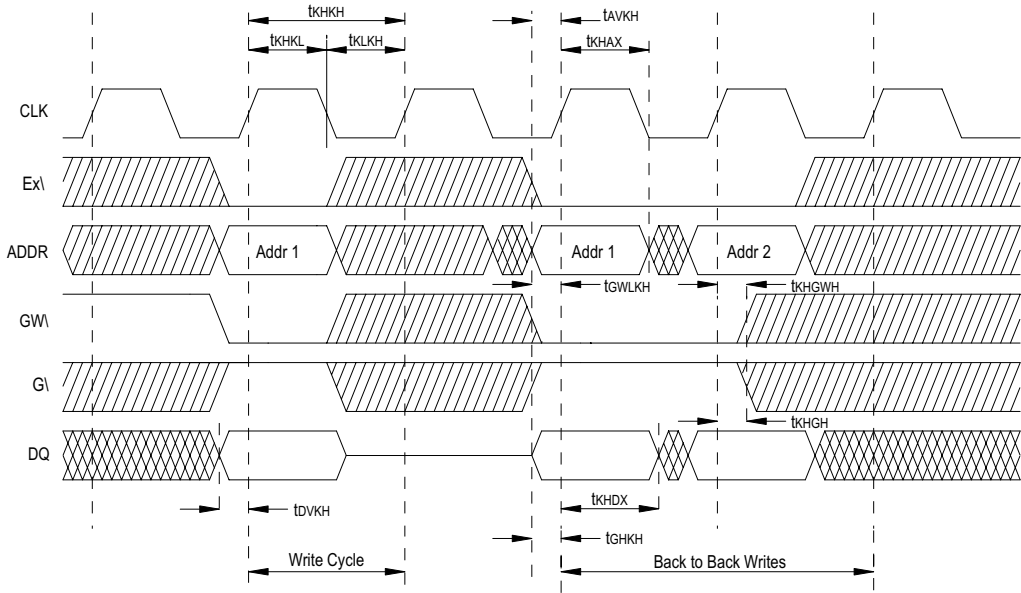 tKHKH
tAVKH
tKHKL
tKLKH
tKHAX
CLK
Ex\
ADDR
Addr 1
Addr 1
Addr 2
tGWLKH
tKHGWH
GW\
G\
tKHGH
DQ
tDVKH
tKHDX
tGHKH
Write Cycle
Back to Back Writes